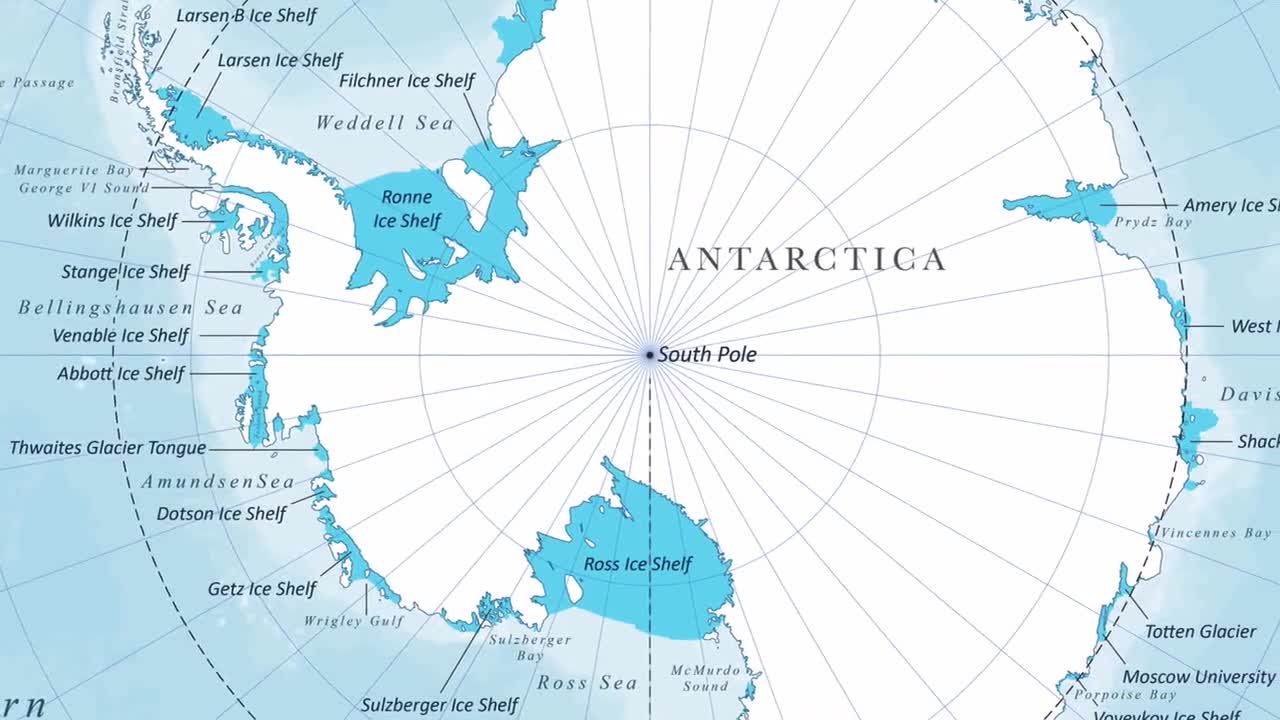 Larsen B Ice Shelf
Larsen Ice Shelf
Filchner Ice Shelf
e Passage
Bransfield Strai
Weddell Sea
Marguerite Bay
George VI Sound
Ronne
Ice Shelf
Amery Ice Sh
Prydz Bay
Wilkins Ice Shelf
ANTARCTICA
Stange Ice Shelf
Bellingshausen Sea
Venable Ice Shelf
West I
South Pole
Abbott Ice Shelf
Davis
Thwaites Glacier Tongue
Shack
Amundsen Sea
Dotson Ice Shelf
Vincennes Bay
Ross Ice Shelf
Getz Ice Shelf
Wrigley Gulf
Totten Glacier
Sulzberger
Bay
McMurdo
Sound
Moscow University
Ross Sea
Porpoise Bay
Sulzberger Ice Shelf
Voyeykov Ice Shelf
rn